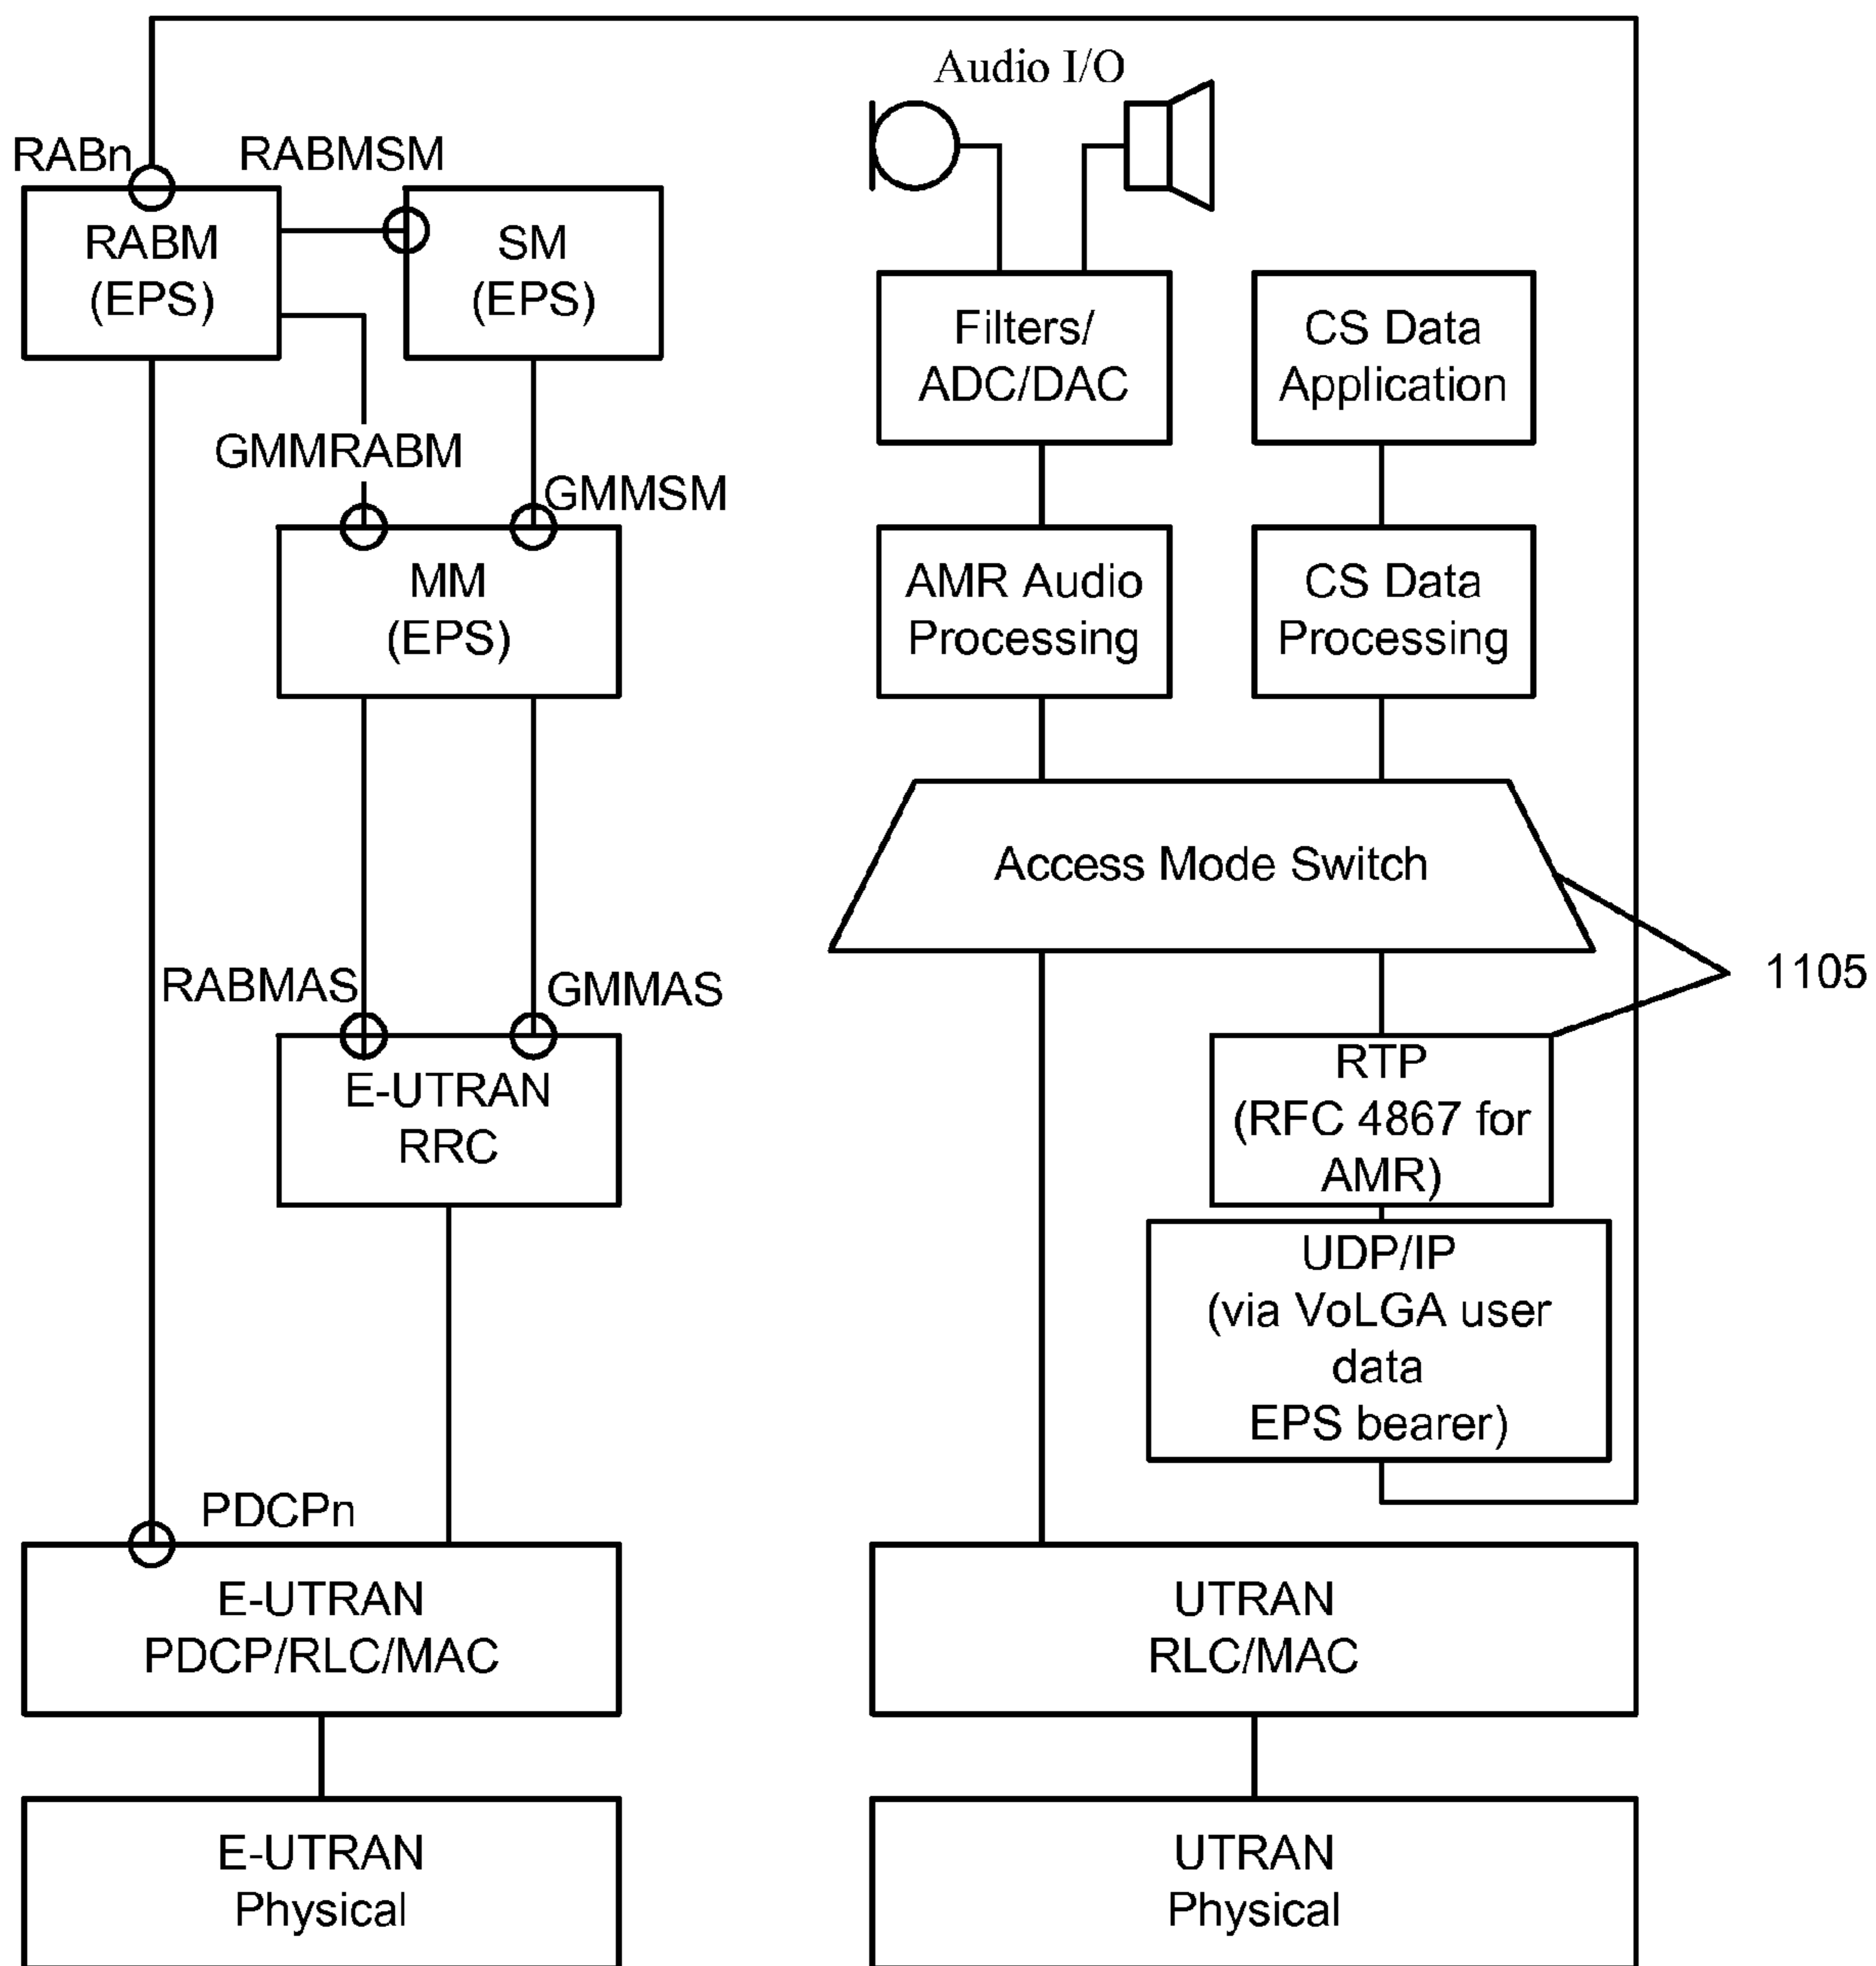 Audio I/O
RABn
RABMSM
RABM
(EPS)
SM
(EPS)
Filters/
ADC/DAC
CS Data
Application
GMMRABM
GMMSM
MM
(EPS)
AMR Audio
Processing
CS Data
Processing
Access Mode Switch
1105
RABMAS
GMMAS
E-UTRAN
RRC
RTP
(RFC 4867 for
AMR)
UDP/IP
(via VoLGA user
data
EPS bearer)
PDCPn
E-UTRAN
PDCP/RLC/MAC
UTRAN
RLC/MAC
E-UTRAN
Physical
UTRAN
Physical